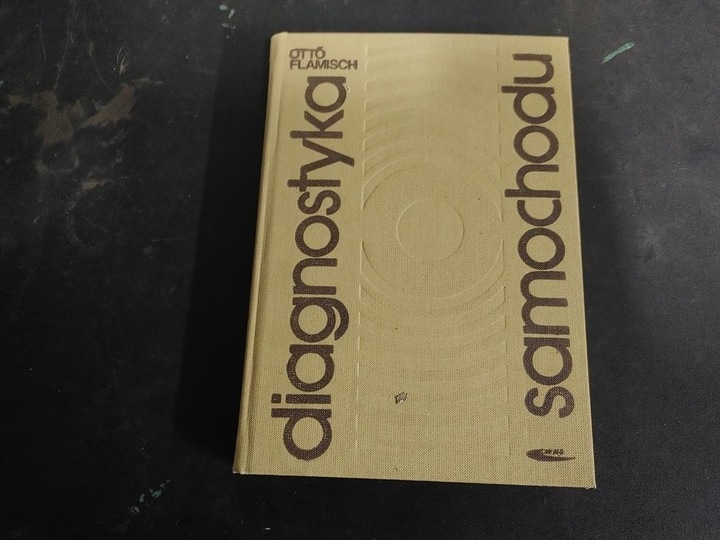 OTTÓ
FLAMISCH
diagnostyka
samochodu